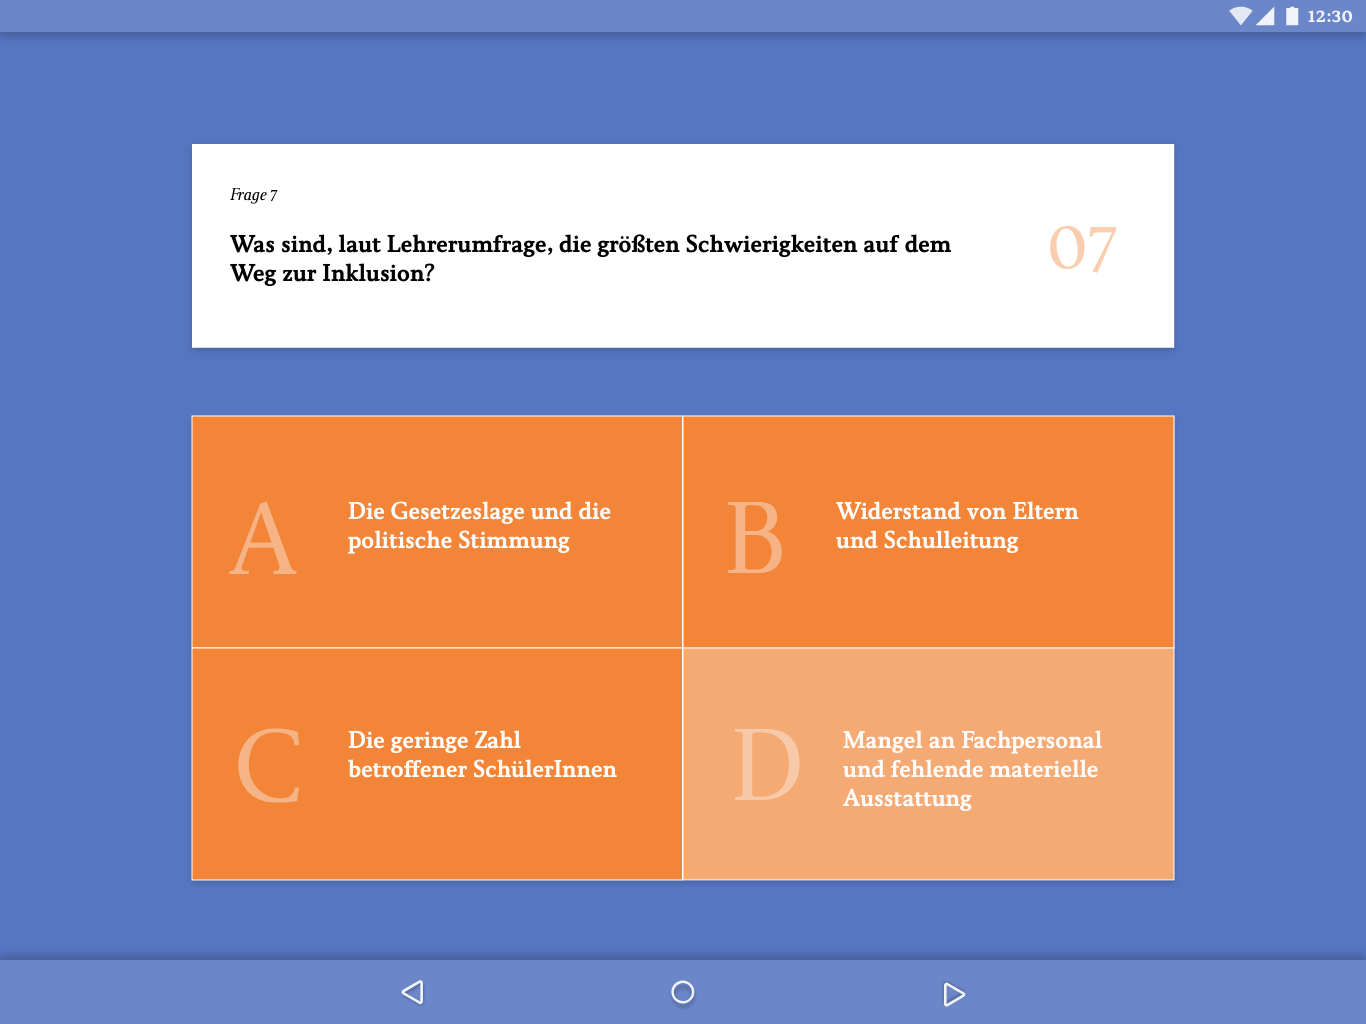 12:30
Frage 7
Was sind, laut Lehrerumfrage, die größten Schwierigkeiten auf dem
Weg zur Inklusion?
07
A
Die Gesetzeslage und die
politische Stimmung
B
Widerstand von Eltern
und Schulleitung
C
Die geringe Zahl
betroffener SchülerInnen
D
Mangel an Fachpersonal
und fehlende materielle
Ausstattung